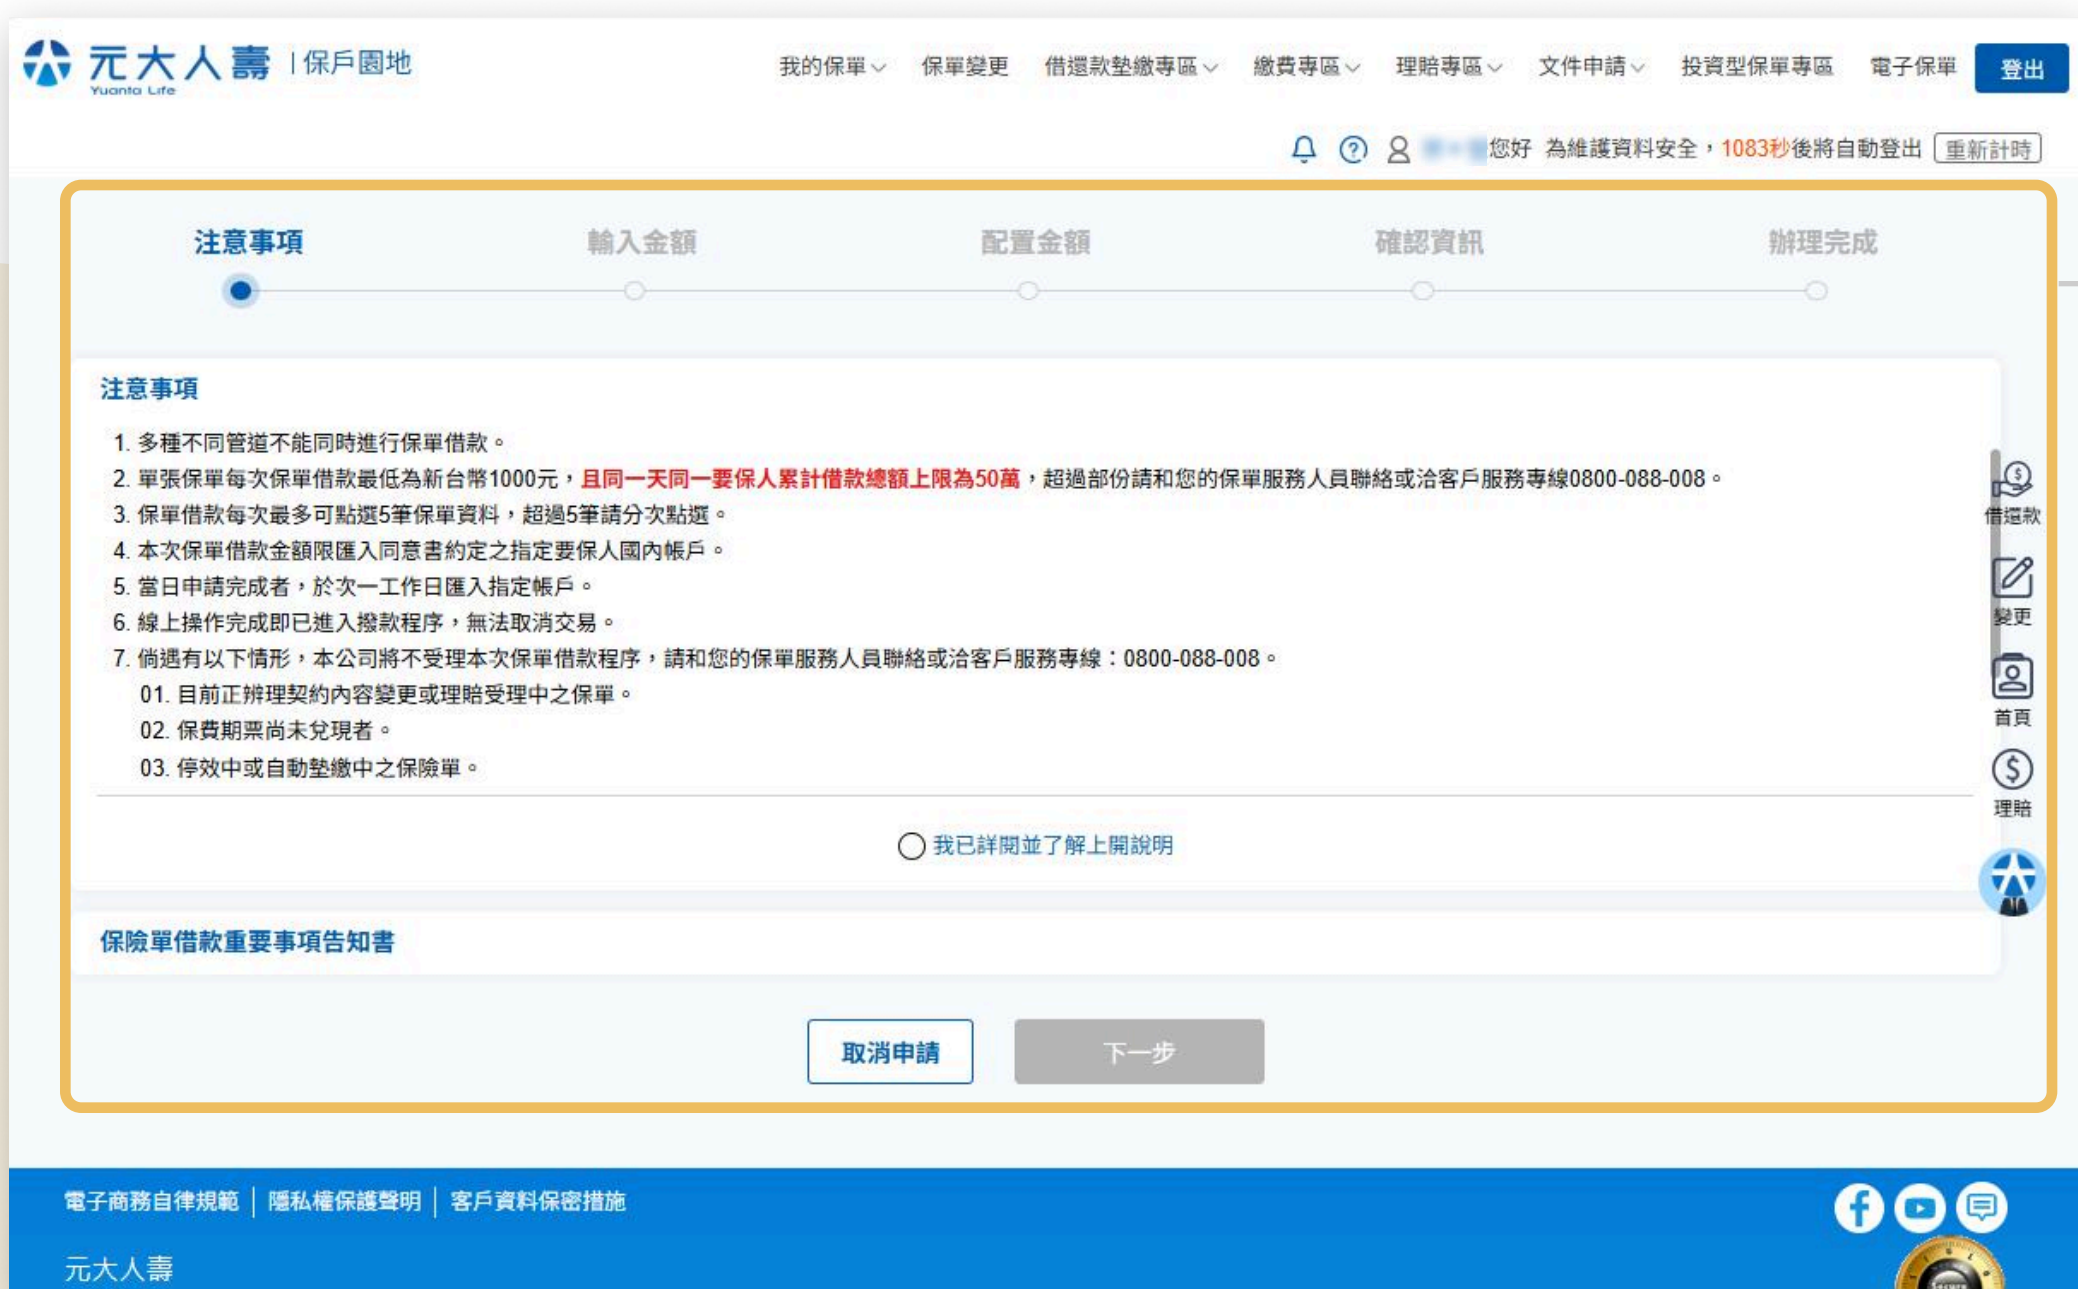 元大人壽 | 保戶園地
Yuanta Life
我的保單 保單變更 借還款墊繳專區 繳費專區 理賠專區 文件申請 投資型保單專區 電子保單 登出
您好 為維護資料安全，1083秒後將自動登出 重新計時
注意事項 輸入金額 配置金額 確認資訊 辦理完成
注意事項
1. 多種不同管道不能同時進行保單借款。
2. 單張保單每次保單借款最低為新台幣1000元，且同一天同一要保人累計借款總額上限為50萬，超過部份請和您的保單服務人員聯絡或洽客戶服務專線0800-088-008。
3. 保單借款每次最多可點選5筆保單資料，超過5筆請分次點選。
4. 本次保單借款金額限匯入同意書約定之指定要保人國內帳戶。
5. 當日申請完成者，於次一工作日匯入指定帳戶。
6. 線上操作完成即已進入撥款程序，無法取消交易。
7. 倘遇有以下情形，本公司將不受理本次保單借款程序，請和您的保單服務人員聯絡或洽客戶服務專線：0800-088-008。
01. 目前正辨理契約內容變更或理賠受理中之保單。
02. 保費期票尚未兌現者。
03. 停效中或自動墊繳中之保險單。
我已詳閱並了解上開說明
借還款
變更
首頁
理賠
保險單借款重要事項告知書
取消申請 下一步
電子商務自律規範 | 隱私權保護聲明 | 客戶資料保密措施
元大人壽